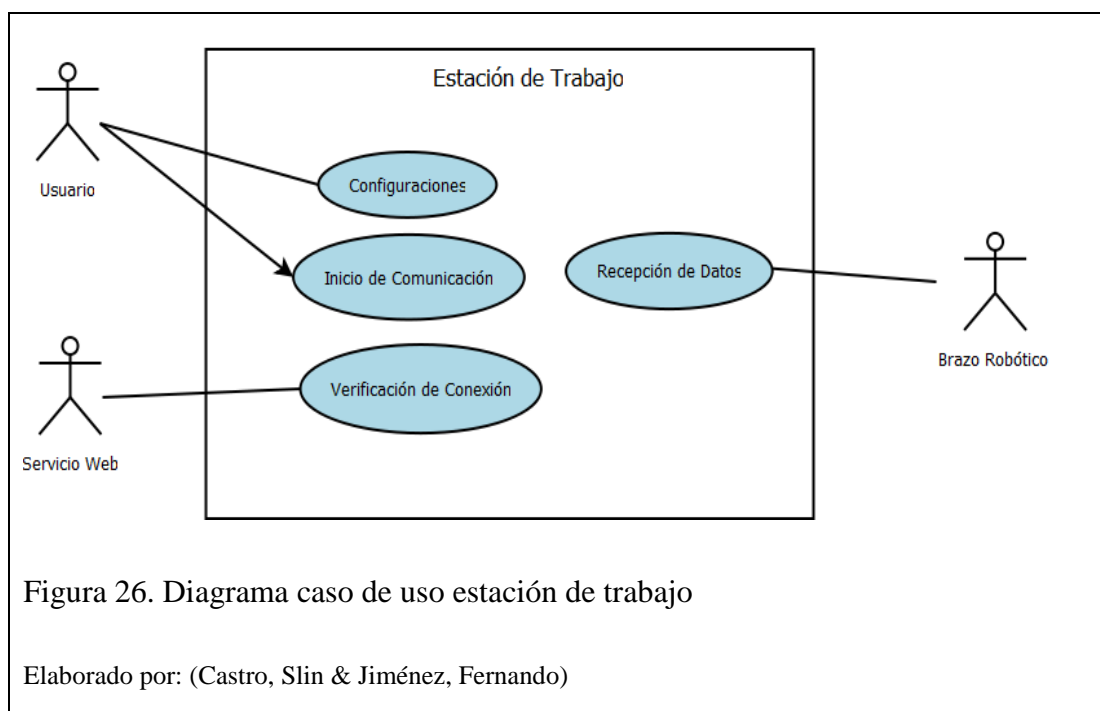 Estación de Trabajo
Usuario
Configuraciones
Inicio de Comunicación
Recepción de Datos
Brazo Robótico
Verificación de Conexión
Servicio Web
Figura 26. Diagrama caso de uso estación de trabajo
Elaborado por: (Castro, Slin & Jiménez, Fernando)